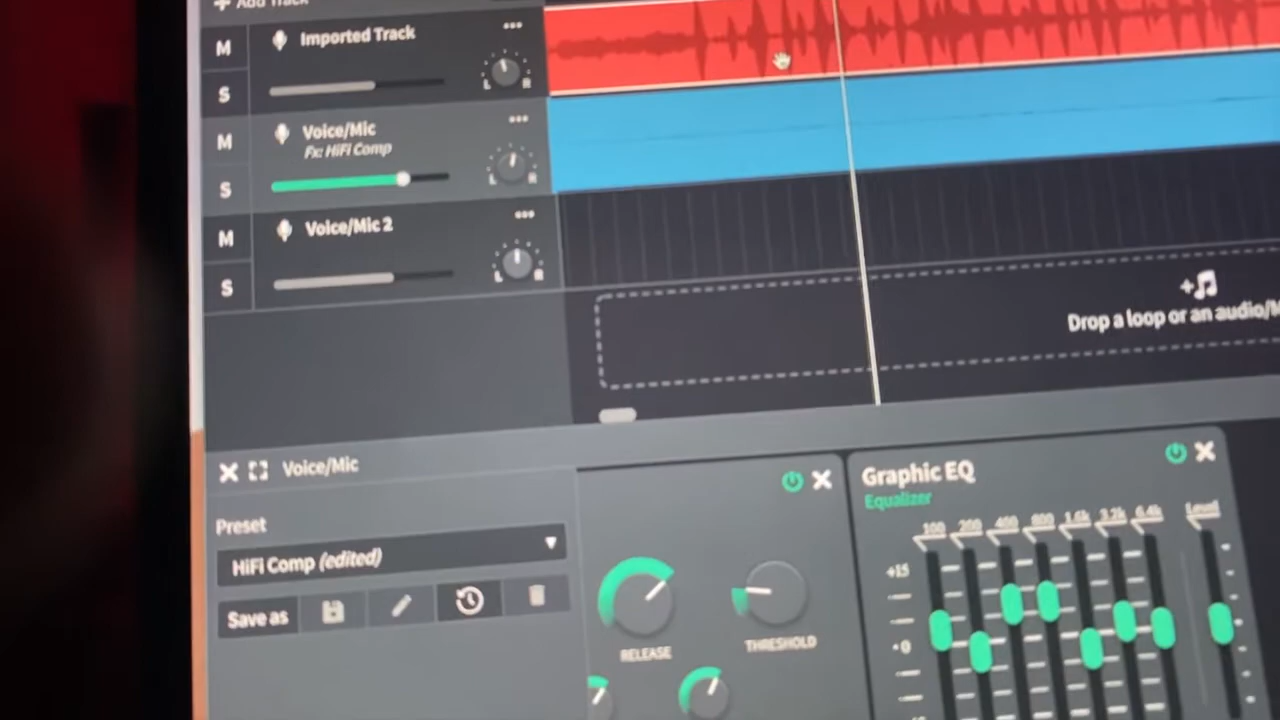 + Add Track
M
Imported Track
...
L R
S
M
Voice/Mic
Fx: HiFi Comp
...
L R
S
M
Voice/Mic 2
...
L R
S
Drop a loop or an audio/M
Voice/Mic
Preset
HiFi Comp (edited)
Save as
RELEASE
THRESHOLD
Graphic EQ
Equalizer
100 200 400 800 1.6k 3.2k 6.4k Level
+15
+0